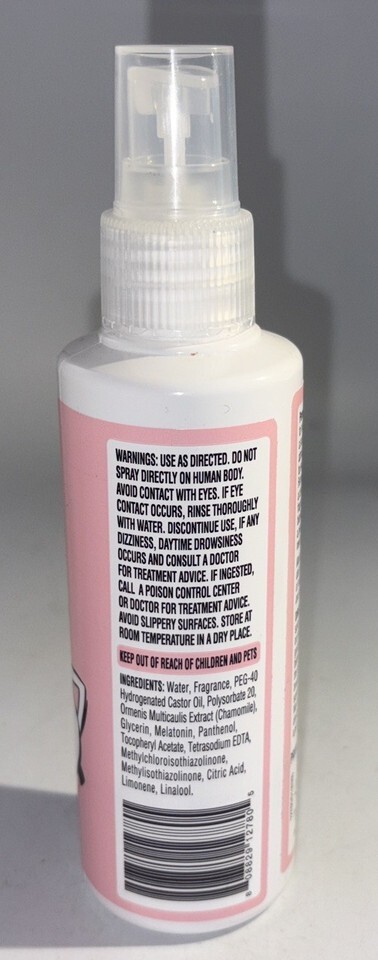 WARNINGS: USE AS DIRECTED. DO NOT
SPRAY DIRECTLY ON HUMAN BODY.
AVOID CONTACT WITH EYES. IF EYE
CONTACT OCCURS, RINSE THOROUGHLY
WITH WATER. DISCONTINUE USE, IF ANY
DIZZINESS, DAYTIME DROWSINESS
OCCURS AND CONSULT A DOCTOR
FOR TREATMENT ADVICE. IF INGESTED,
CALL A POISON CONTROL CENTER
OR DOCTOR FOR TREATMENT ADVICE.
AVOID SLIPPERY SURFACES. STORE AT
ROOM TEMPERATURE IN A DRY PLACE.
KEEP OUT OF REACH OF CHILDREN AND PETS
INGREDIENTS: Water, Fragrance, PEG-40
Hydrogenated Castor Oil, Polysorbate 20,
Ormenis Multicaulis Extract (Chamomile),
Glycerin, Melatonin, Panthenol,
Tocopheryl Acetate, Tetrasodium EDTA,
Methylchloroisothiazolinone,
Methylisothiazolinone, Citric Acid,
Limonene, Linalool.
8 08829 12780 5